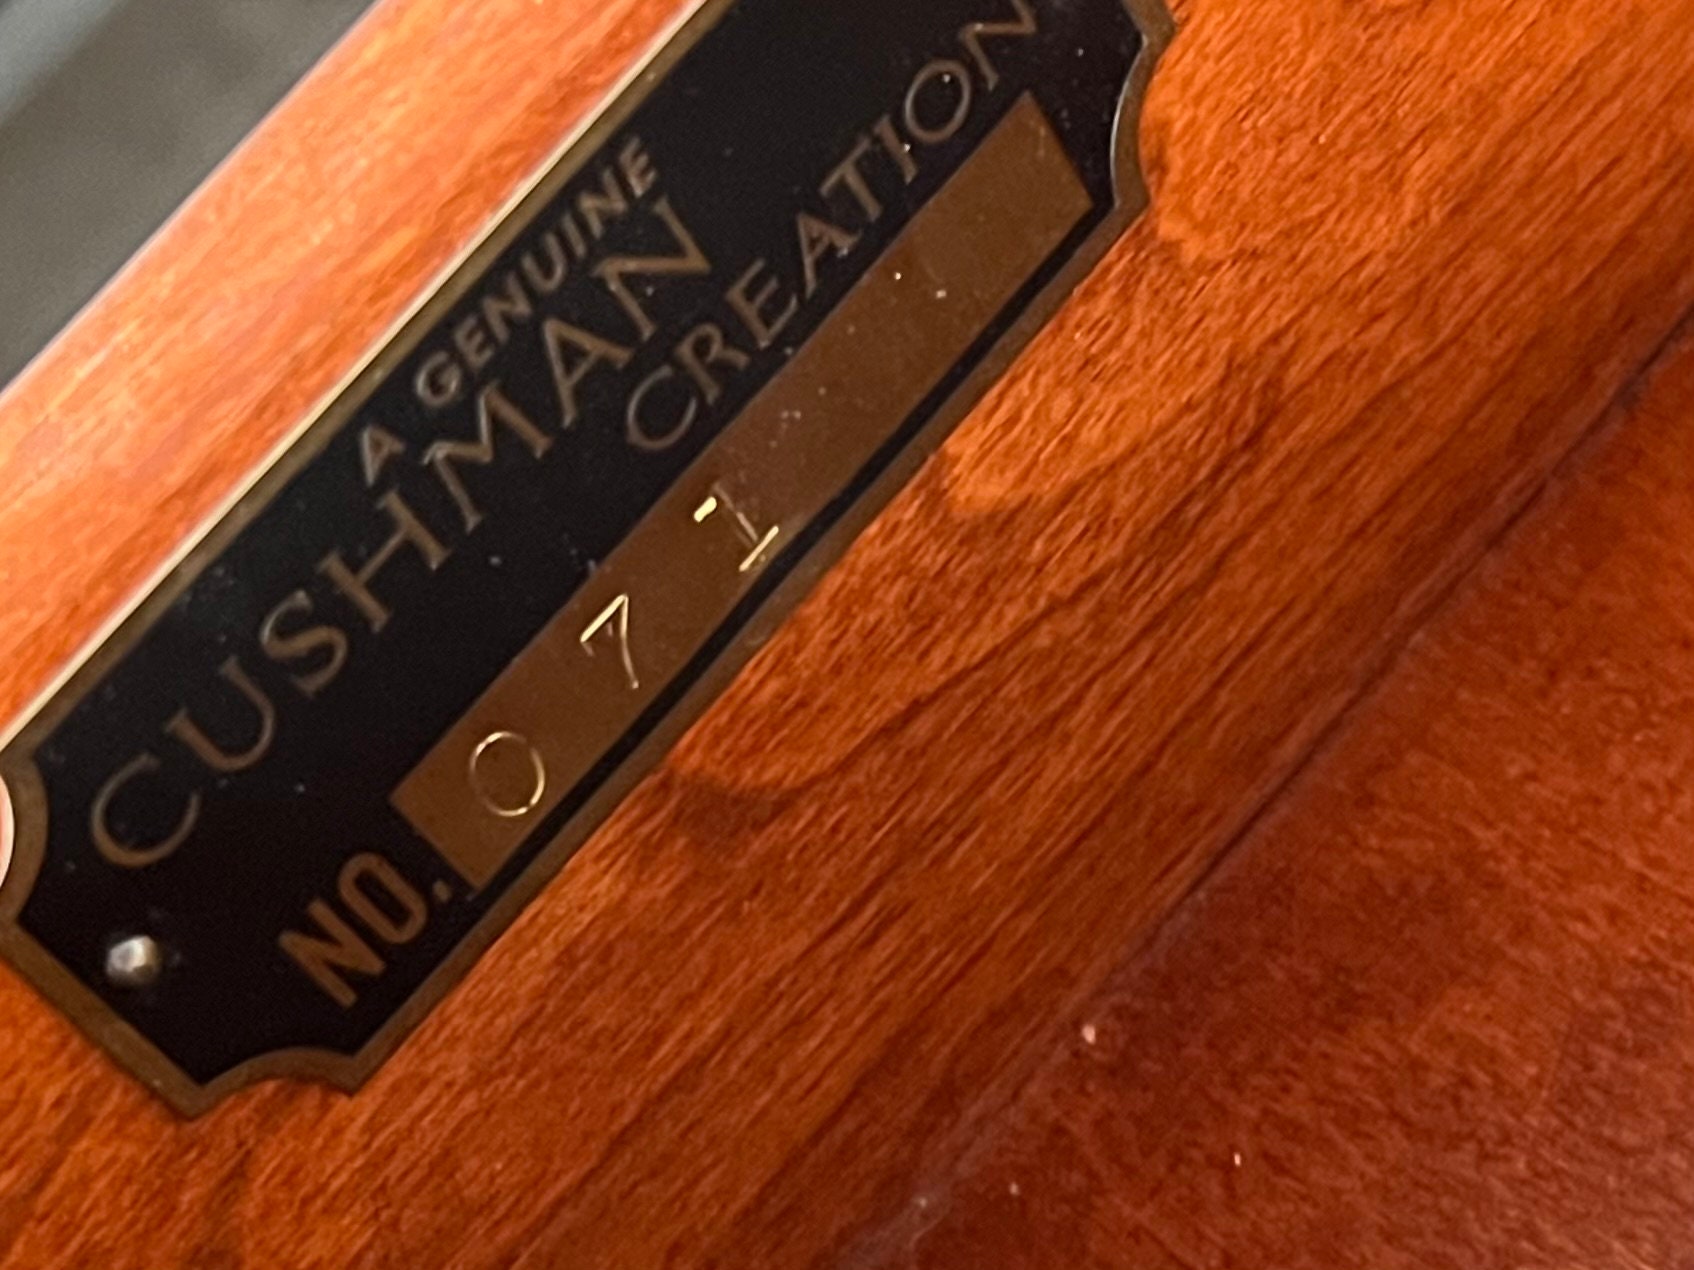 A GENUINE
CUSHMAN
CREATION
NO. 071